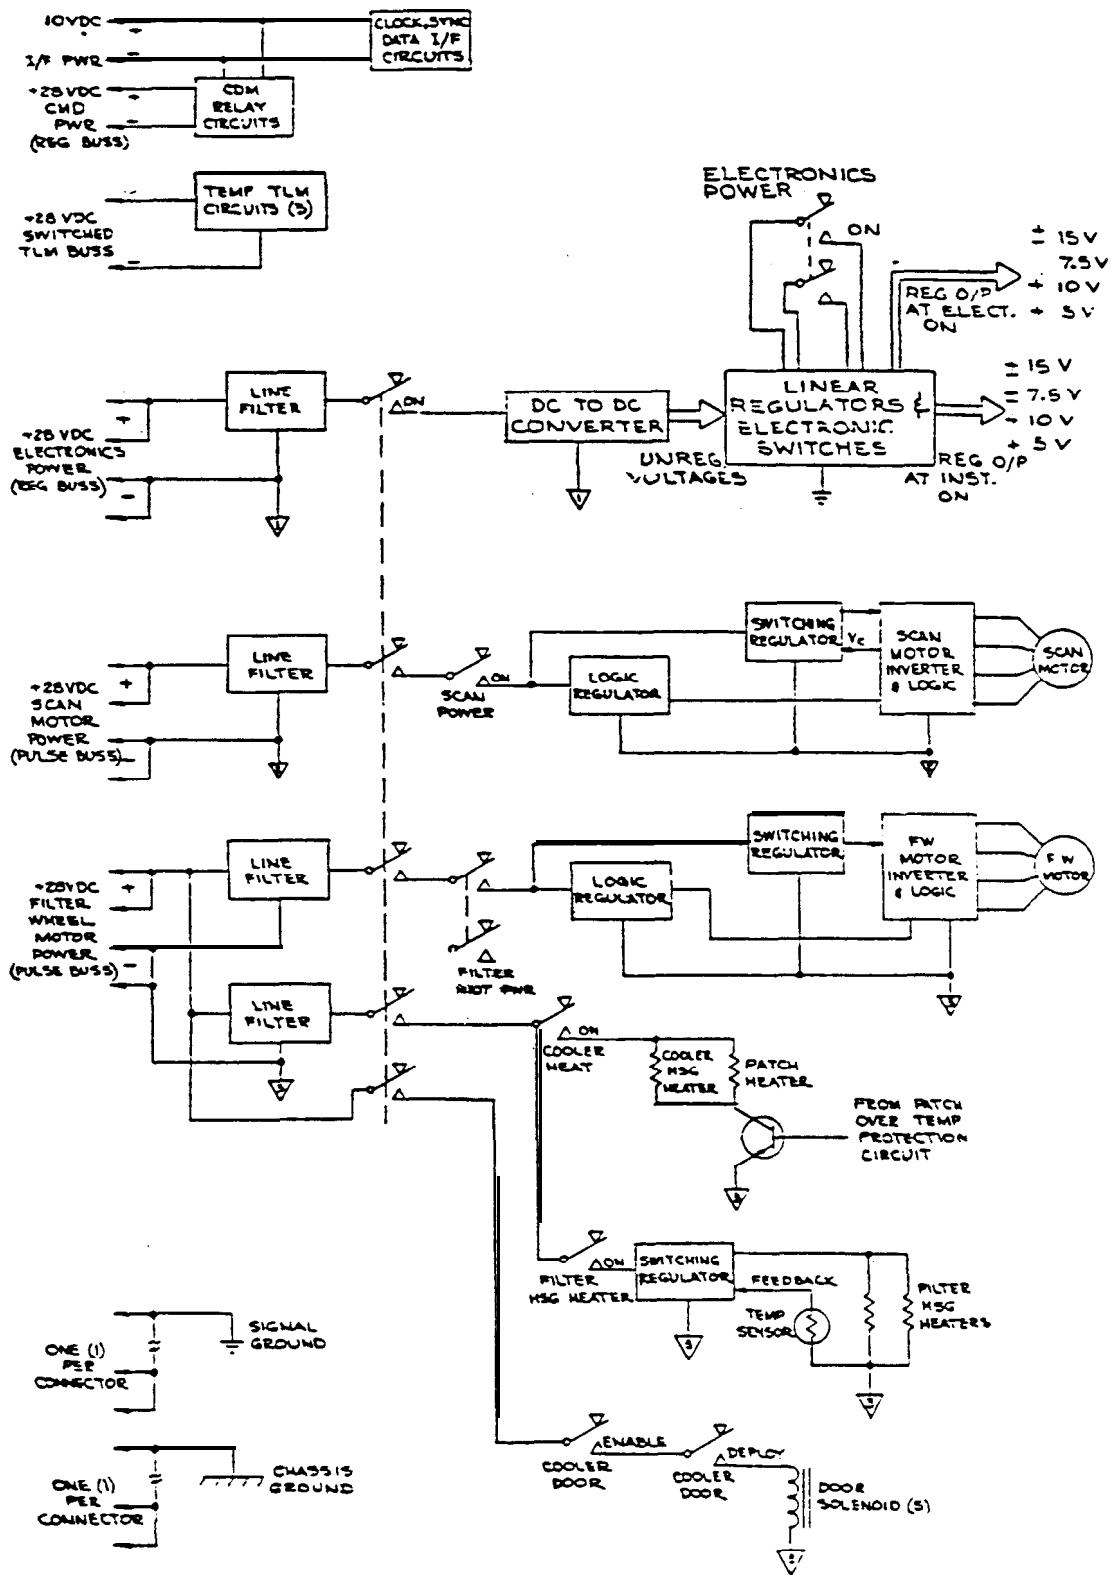 10VDC
+
I/F PWR
-
CLOCK, SYNC
DATA I/F
CIRCUITS
+28VDC
CMD
PWR
(REG BUSS)
+
-
CDM
RELAY
CIRCUITS
+28 VDC
SWITCHED
TLM BUSS
-
-
TEMP TLM
CIRCUITS (3)
ELECTRONICS
POWER
ON
REG O/P
AT ELECT.
ON
± 15 V
7.5 V
+ 10 V
+ 5 V
+28 VDC
ELECTRONICS
POWER
(REG BUSS)
+
-
LINE
FILTER
1
ON
DC TO DC
CONVERTER
1
UNREG.
VOLTAGES
LINEAR
REGULATORS &
ELECTRONIC
SWITCHES
± 15 V
± 7.5 V
+ 10 V
+ 5 V
REG O/P
AT INST.
ON
+28VDC
SCAN
MOTOR
POWER
(PULSE BUSS)
+
-
LINE
FILTER
SCAN
POWER
ON
LOGIC
REGULATOR
SWITCHING
REGULATOR
VC
SCAN
MOTOR
INVERTER
& LOGIC
SCAN
MOTOR
+28VDC
FILTER
WHEEL
MOTOR
POWER
(PULSE BUSS)
+
-
LINE
FILTER
FILTER
MOT PWR
LOGIC
REGULATOR
SWITCHING
REGULATOR
FW
MOTOR
INVERTER
& LOGIC
FW
MOTOR
LINE
FILTER
ON
COOLER
HEAT
COOLER
HSG
HEATER
PATCH
HEATER
FROM PATCH
OVER TEMP
PROTECTION
CIRCUIT
ON
FILTER
HSG HEATER
SWITCHING
REGULATOR
FEEDBACK
TEMP
SENSOR
FILTER
HSG
HEATERS
3
ONE (1)
PER
CONNECTOR
SIGNAL
GROUND
ONE (1)
PER
CONNECTOR
CHASSIS
GROUND
ENABLE
COOLER
DOOR
DEPLOY
COOLER
DOOR
DOOR
SOLENOID (S)